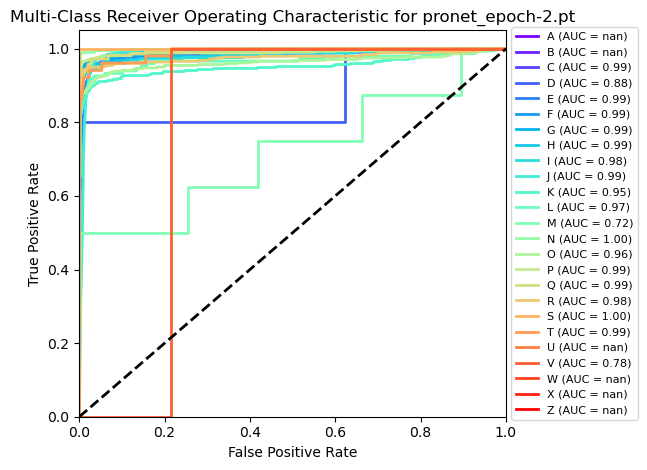 Multi-Class Receiver Operating Characteristic for pronet_epoch-2.pt
1.0
0.8
0.6
0.4
0.2
0.0
True Positive Rate
0.0 0.2 0.4 0.6 0.8 1.0
False Positive Rate
A (AUC = nan)
B (AUC = nan)
C (AUC = 0.99)
D (AUC = 0.88)
E (AUC = 0.99)
F (AUC = 0.99)
G (AUC = 0.99)
H (AUC = 0.99)
I (AUC = 0.98)
J (AUC = 0.99)
K (AUC = 0.95)
L (AUC = 0.97)
M (AUC = 0.72)
N (AUC = 1.00)
O (AUC = 0.96)
P (AUC = 0.99)
Q (AUC = 0.99)
R (AUC = 0.98)
S (AUC = 1.00)
T (AUC = 0.99)
U (AUC = nan)
V (AUC = 0.78)
W (AUC = nan)
X (AUC = nan)
Z (AUC = nan)